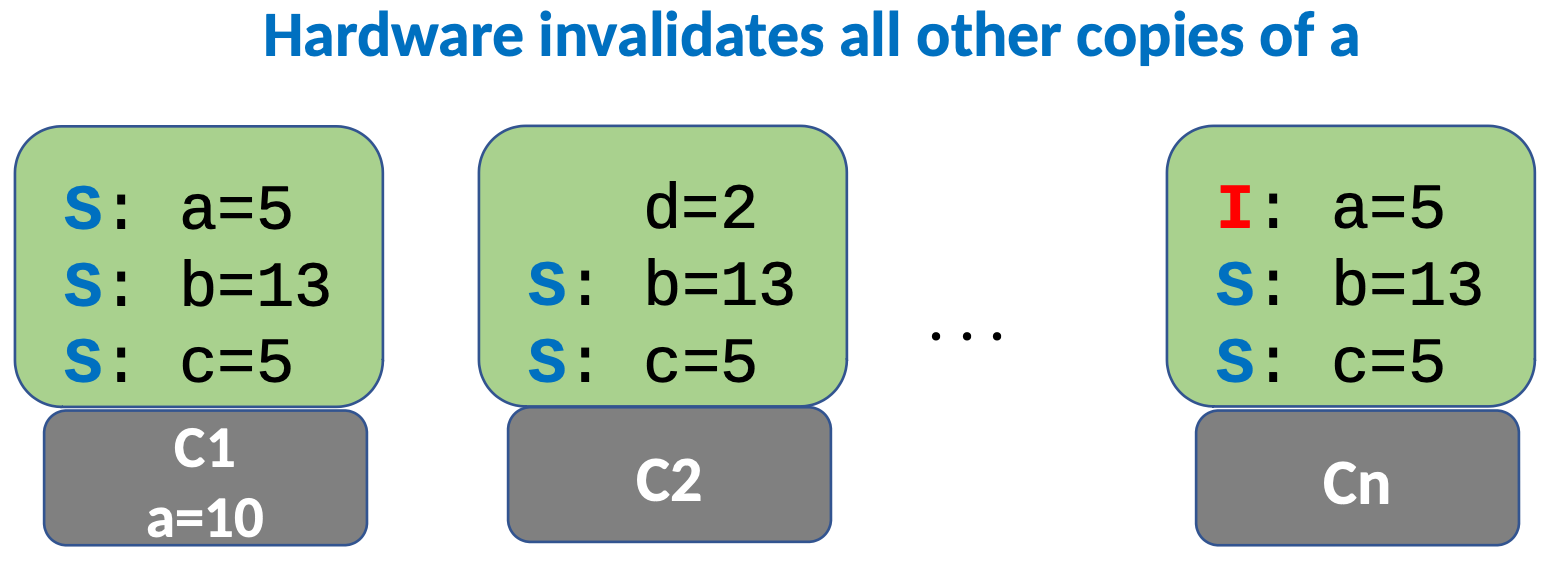 Hardware invalidates all other copies of a
S: a=5
S: b=13
S: c=5
C1
a=10
d=2
S: b=13
S: c=5
C2
...
I: a=5
S: b=13
S: c=5
Cn